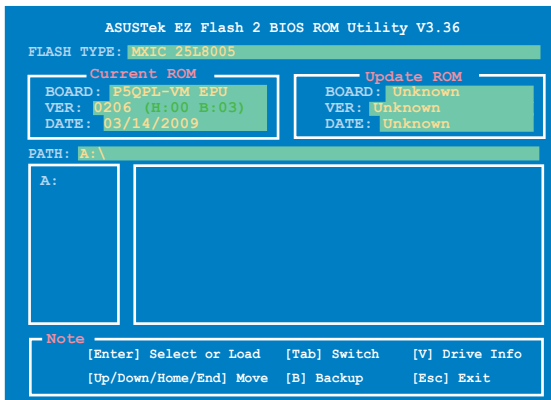 ASUSTek EZ Flash 2 BIOS ROM Utility V3.36
FLASH TYPE: MXIC 25L8005
Current ROM
BOARD: P5QPL-VM EPU
VER: 0206 (H:00 B:03)
DATE: 03/14/2009
Update ROM
BOARD: Unknown
VER: Unknown
DATE: Unknown
PATH: A:\
A:
Note
[Enter] Select or Load [Tab] Switch [V] Drive Info
[Up/Down/Home/End] Move [B] Backup [Esc] Exit